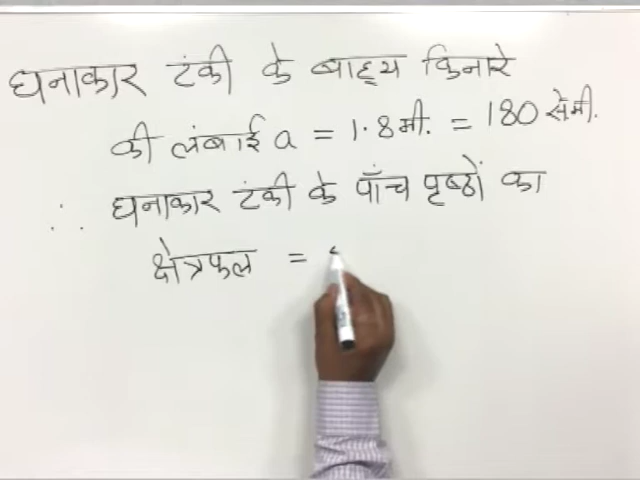 घनाकार टंकी के बाह्य किनारे
की लंबाई a = 1.8 मी. = 180 सेमी.
∴ घनाकार टंकी के पाँच पृष्ठों का
क्षेत्रफल =